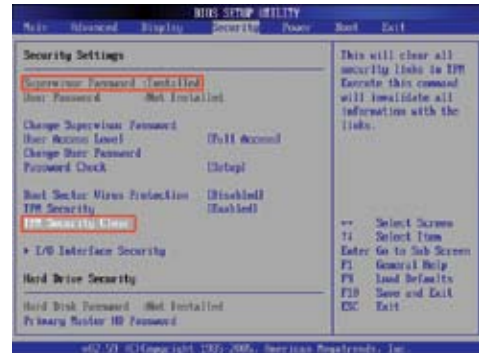 BIOS SETUP UTILITY
Main Advanced Display Security Power Boot Exit
Security Settings
Supervisor Password :Installed
User Password :Not Installed
Change Supervisor Password
User Access Level [Full Access]
Change User Password
Password Check [Setup]
Boot Sector Virus Protection [Disabled]
TPM Security [Enabled]
TPM Security Clear
I/O Interface Security
Hard Drive Security
Hard Disk Password :Not Installed
Primary Master HD Password
This will clear all
security links in TPM
Execute this command
will invalidate all
information with the
links.
Select Screen
Select Item
Enter Go to Sub Screen
F1 General Help
F9 Load Defaults
F10 Save and Exit
ESC Exit
v02.59 (C)Copyright 1985-2005, American Megatrends, Inc.